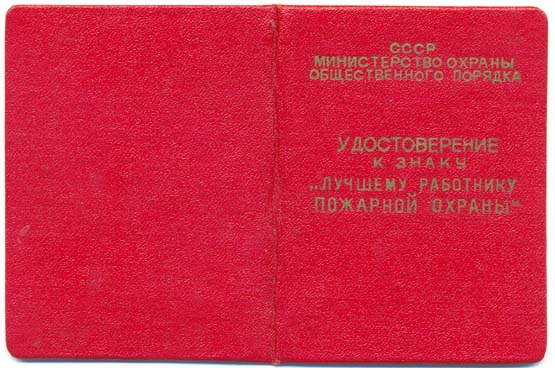 СССР
МИНИСТЕРСТВО ОХРАНЫ
ОБЩЕСТВЕННОГО ПОРЯДКА
УДОСТОВЕРЕНИЕ
К ЗНАКУ
„ЛУЧШЕМУ РАБОТНИКУ
ПОЖАРНОЙ ОХРАНЫ"